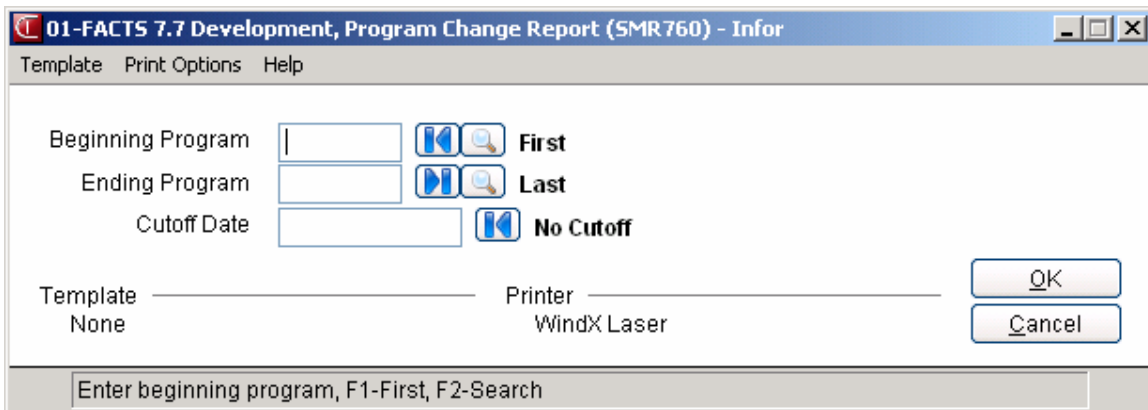 01-FACTS 7.7 Development, Program Change Report (SMR760) - Infor
Template Print Options Help
Beginning Program First
Ending Program Last
Cutoff Date No Cutoff
Template Printer
None WindX Laser
OK
Cancel
Enter beginning program, F1-First, F2-Search